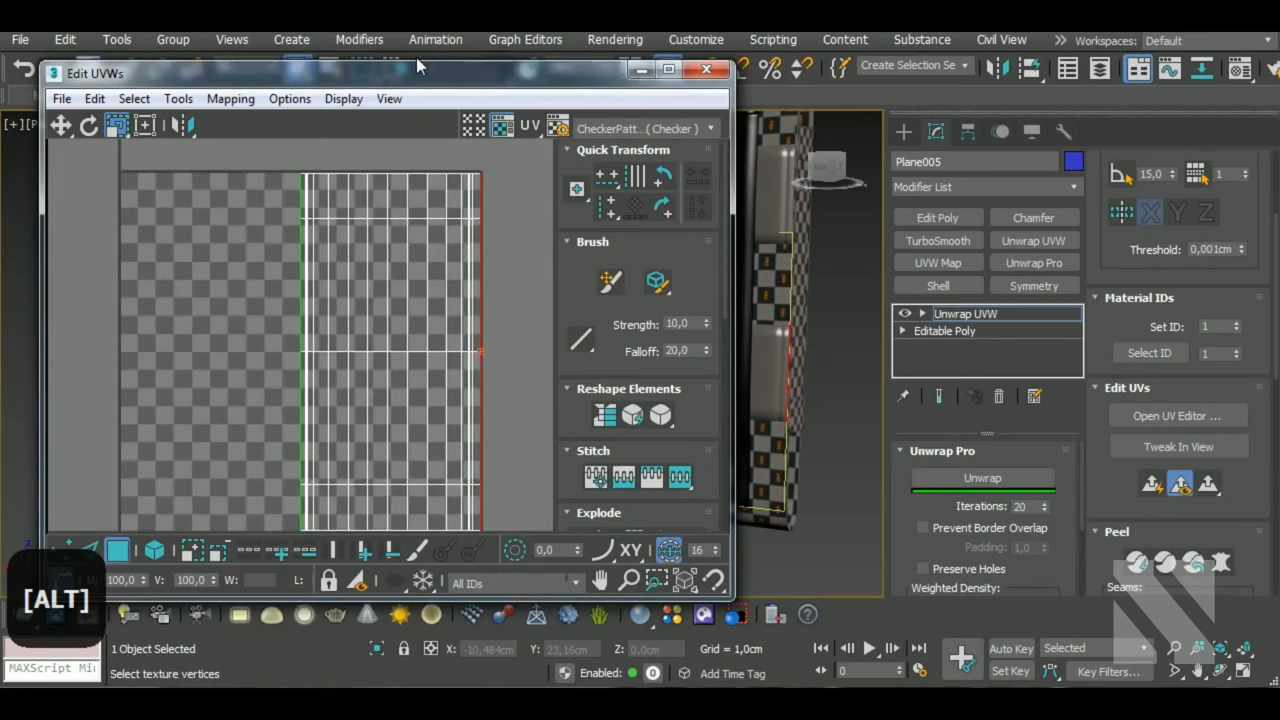 File Edit Tools Group Views Create Modifiers Animation Graph Editors Rendering Customize Scripting Content Substance Civil View Workspaces: Default
Edit UVWs
Create Selection Se
File Edit Select Tools Mapping Options Display View
UV CheckerPatt...( Checker )
Quick Transform
Brush
Strength: 10,0
Falloff: 20,0
Reshape Elements
Stitch
Explode
0,0 XY 16
U: 100,0 V: 100,0 W: L: All IDs
[ALT]
Plane005
Modifier List
Edit Poly Chamfer
TurboSmooth Unwrap UVW
UVW Map Unwrap Pro
Shell Symmetry
Unwrap UVW
Editable Poly
Unwrap Pro
Unwrap
Iterations: 20
Prevent Border Overlap
Padding: 1,0
Preserve Holes
Weighted Density:
15,0 1
X Y Z
Threshold: 0,001cm
Material IDs
Set ID: 1
Select ID 1
Edit UVs
Open UV Editor ...
Tweak In View
Peel
Seams:
1 Object Selected X: -10,484cm Y: 23,16cm Z: 0,0cm Grid = 1,0cm Auto Key Selected
MAXScript Mi Select texture vertices Enabled: 0 Add Time Tag 0 Set Key Key Filters...